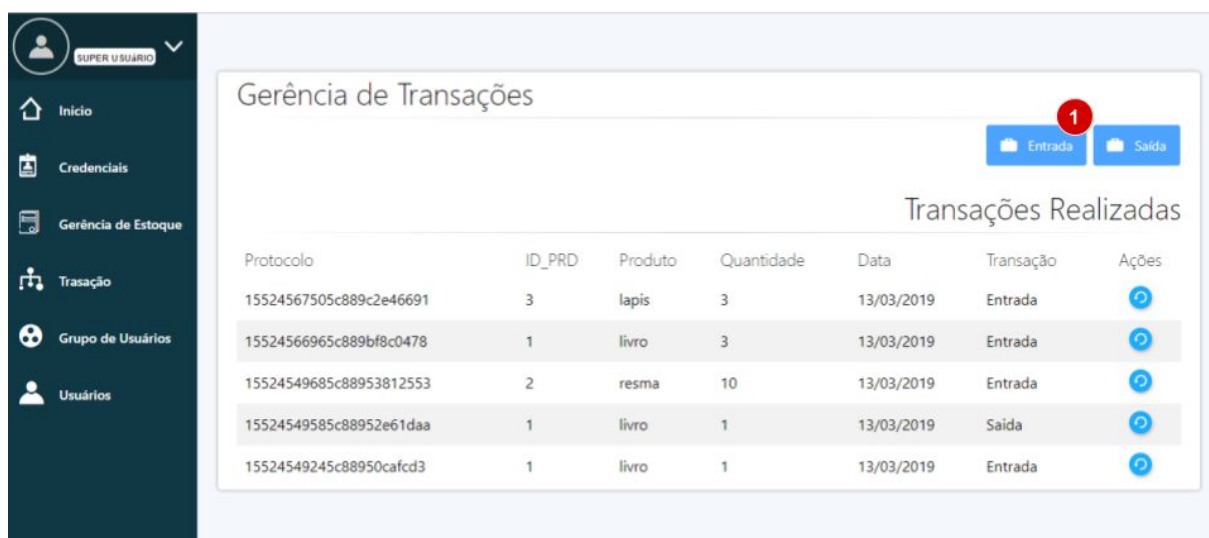 SUPER USUáRIO
Inicio
Credenciais
Gerência de Estoque
Trasação
Grupo de Usuários
Usuários
Gerência de Transações
1
Entrada Saída
Transações Realizadas
Protocolo ID_PRD Produto Quantidade Data Transação Ações
15524567505c889c2e46691 3 lapis 3 13/03/2019 Entrada
15524566965c889bf8c0478 1 livro 3 13/03/2019 Entrada
15524549685c88953812553 2 resma 10 13/03/2019 Entrada
15524549585c88952e61daa 1 livro 1 13/03/2019 Saida
15524549245c88950cafcd3 1 livro 1 13/03/2019 Entrada